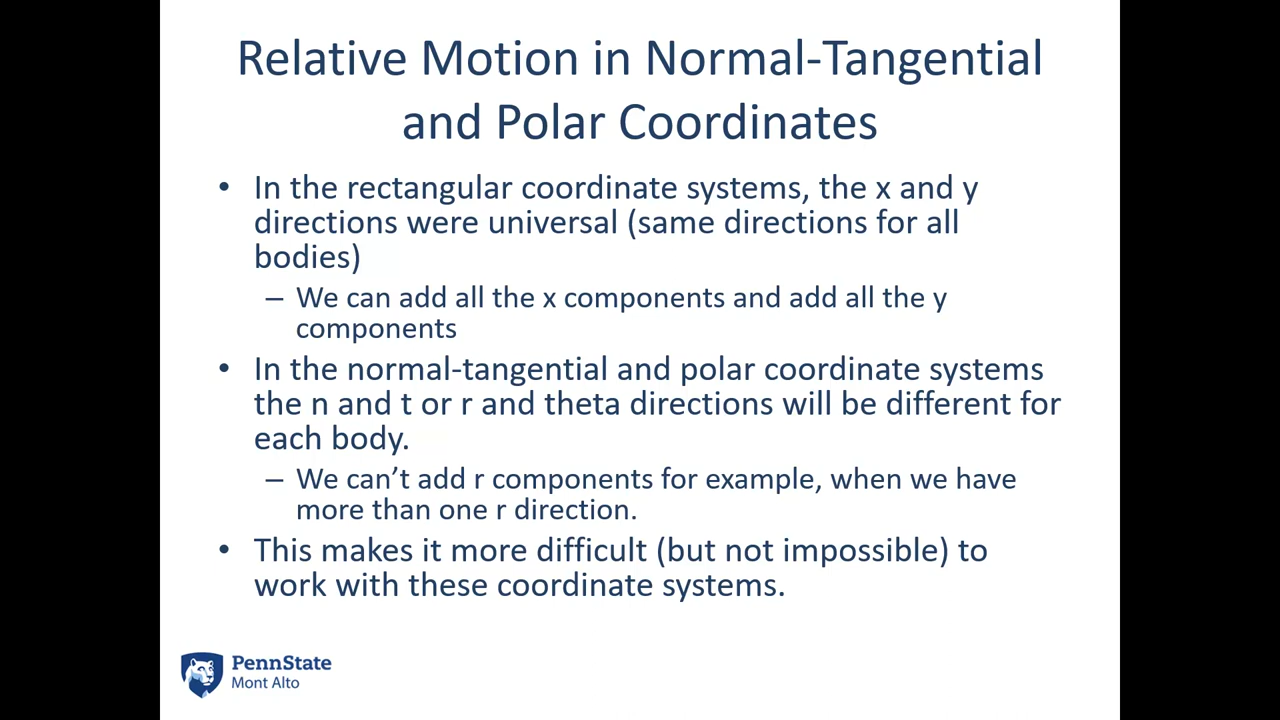 Relative Motion in Normal-Tangential
and Polar Coordinates
• In the rectangular coordinate systems, the x and y
directions were universal (same directions for all
bodies)
– We can add all the x components and add all the y
components
• In the normal-tangential and polar coordinate systems
the n and t or r and theta directions will be different for
each body.
– We can’t add r components for example, when we have
more than one r direction.
• This makes it more difficult (but not impossible) to
work with these coordinate systems.
PennState
Mont Alto